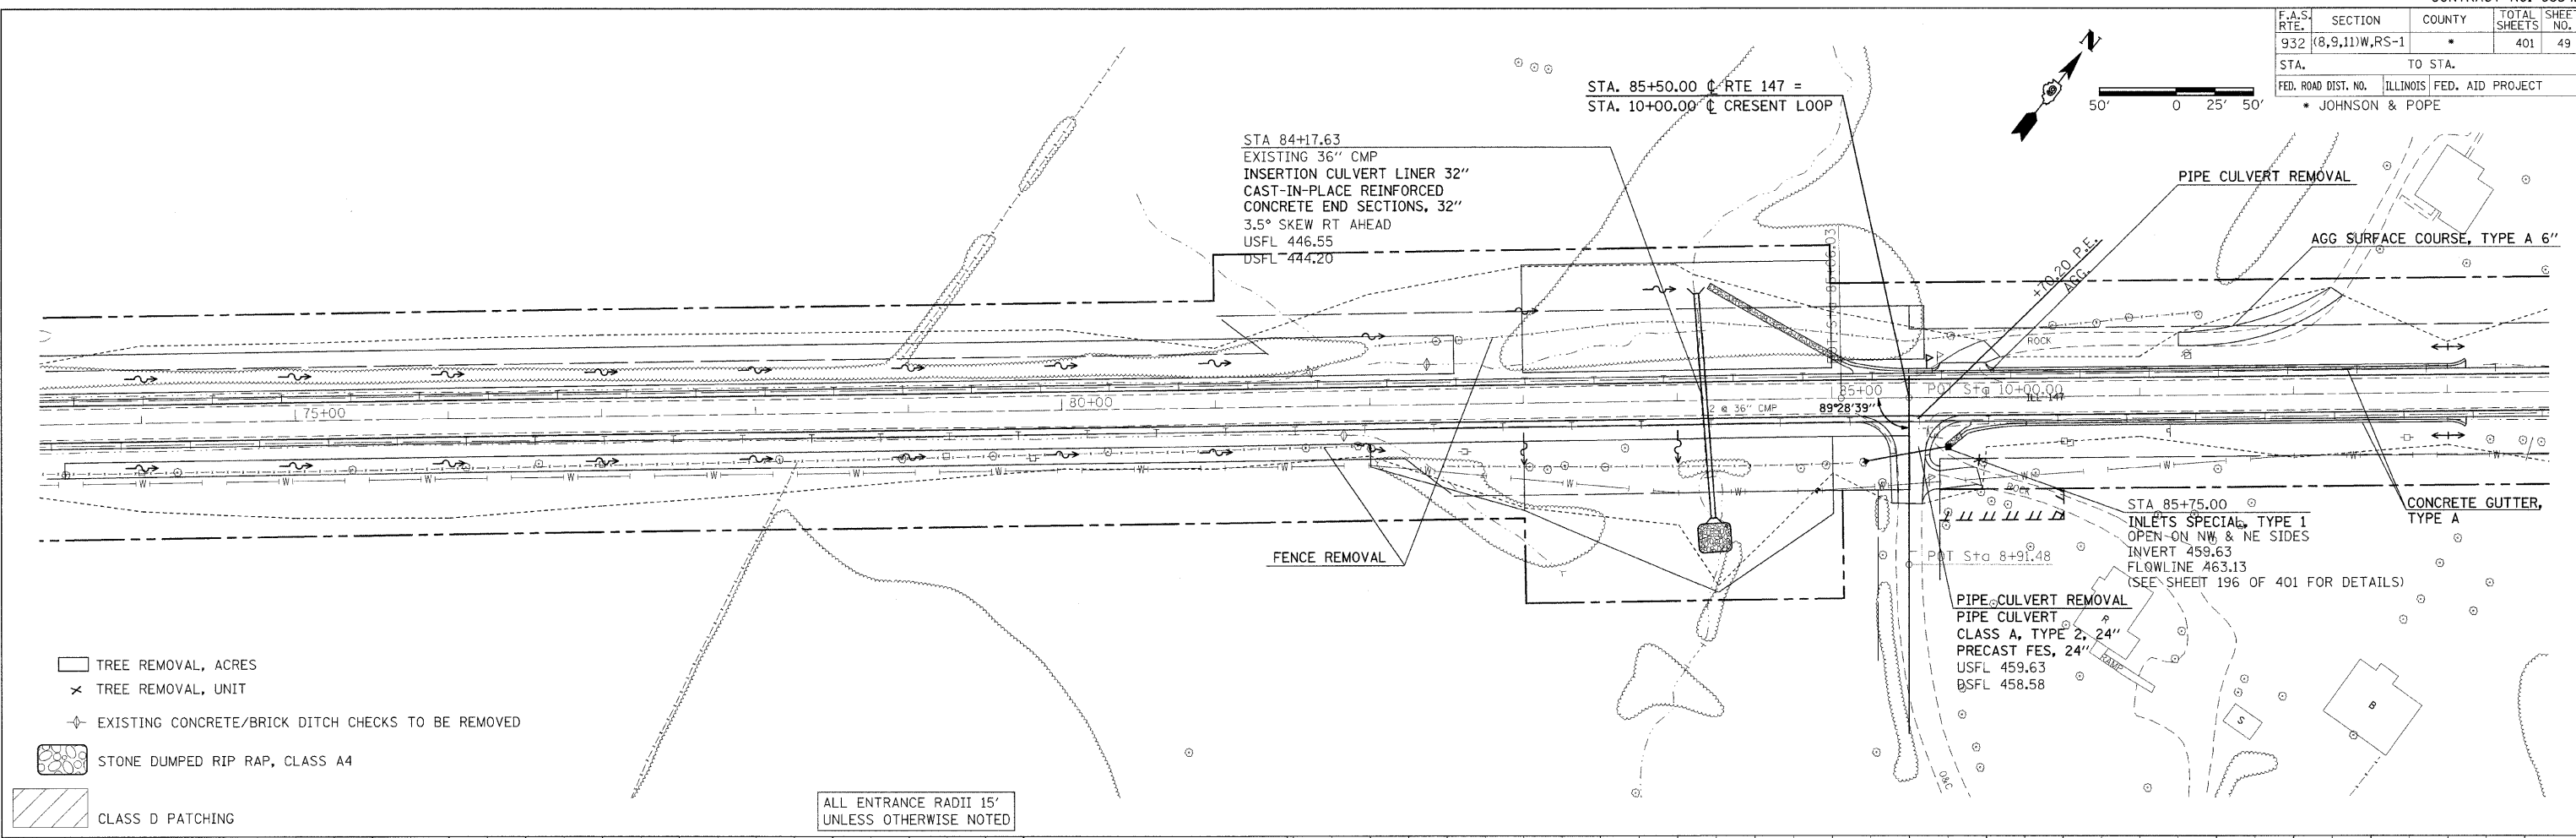 F.A.S. RTE. SECTION COUNTY TOTAL SHEETS SHEET NO.
932 (8,9,11)W,RS-1 * 401 49
STA. TO STA.
FED. ROAD DIST. NO. ILLINOIS FED. AID PROJECT
* JOHNSON & POPE
N
50' 0 25' 50'
STA. 85+50.00 ℄ RTE 147 =
STA. 10+00.00 ℄ CRESENT LOOP
STA 84+17.63
EXISTING 36" CMP
INSERTION CULVERT LINER 32"
CAST-IN-PLACE REINFORCED
CONCRETE END SECTIONS, 32"
3.5° SKEW RT AHEAD
USFL 446.55
DSFL 444.20
PIPE CULVERT REMOVAL
AGG SURFACE COURSE, TYPE A 6"
+70.20 P.E.
AGG.
ROCK
75+00
80+00
85+00
POT Sta 10+00.00
ILL 147
2 @ 36" CMP
89°28'39"
W W W W W W W W W W W W W W W W
ROCK
FENCE REMOVAL
STA 85+75.00
INLETS SPECIAL, TYPE 1
OPEN ON NW & NE SIDES
INVERT 459.63
FLOWLINE 463.13
(SEE SHEET 196 OF 401 FOR DETAILS)
CONCRETE GUTTER,
TYPE A
POT Sta 8+91.48
PIPE CULVERT REMOVAL
PIPE CULVERT
CLASS A, TYPE 2, 24"
PRECAST FES, 24"
USFL 459.63
DSFL 458.58
R
RAMP
S
B
O&C
TREE REMOVAL, ACRES
TREE REMOVAL, UNIT
EXISTING CONCRETE/BRICK DITCH CHECKS TO BE REMOVED
STONE DUMPED RIP RAP, CLASS A4
CLASS D PATCHING
ALL ENTRANCE RADII 15'
UNLESS OTHERWISE NOTED